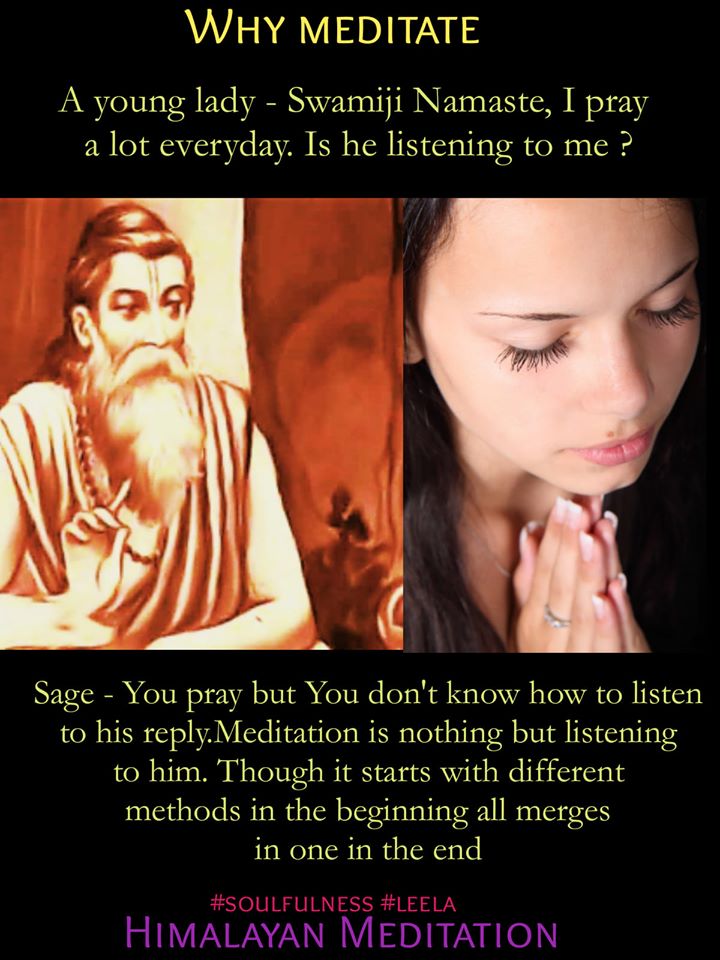 WHY MEDITATE
A young lady - Swamiji Namaste, I pray
a lot everyday. Is he listening to me ?
Sage - You pray but You don't know how to listen
to his reply.Meditation is nothing but listening
to him. Though it starts with different
methods in the beginning all merges
in one in the end
#SOULFULNESS #LEELA
HIMALAYAN MEDITATION